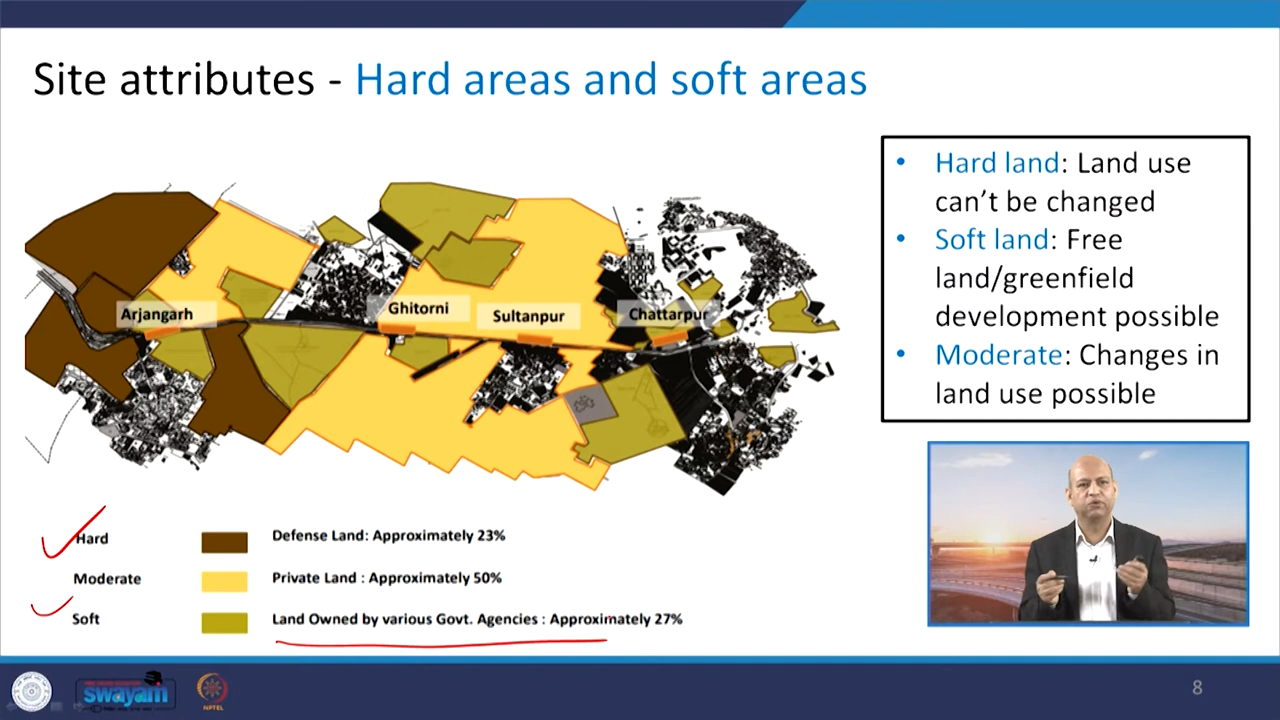 Site attributes - Hard areas and soft areas
• Hard land: Land use
can’t be changed
• Soft land: Free
land/greenfield
development possible
• Moderate: Changes in
land use possible
Arjangarh
Ghitorni
Sultanpur
Chattarpur
Hard
Defense Land: Approximately 23%
Moderate
Private Land : Approximately 50%
Soft
Land Owned by various Govt. Agencies : Approximately 27%
swayam
NPTEL
8